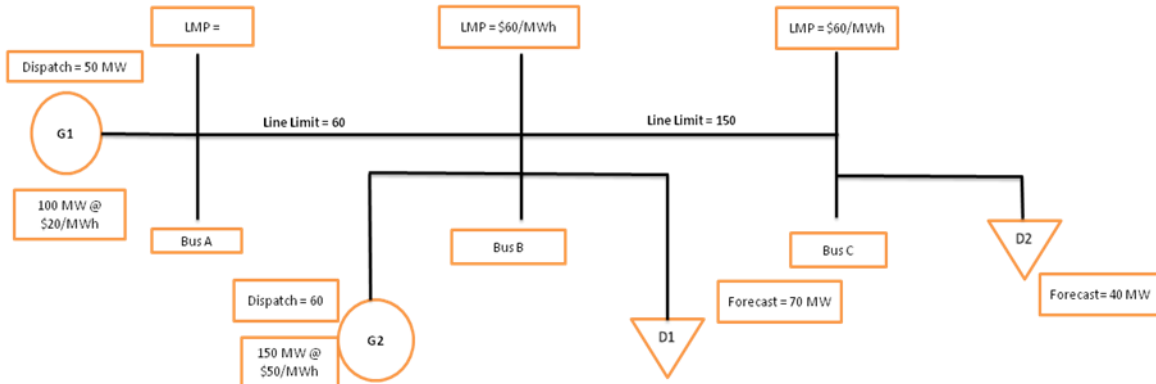 LMP =
LMP = $60/MWh
LMP = $60/MWh
Dispatch = 50 MW
G1
Line Limit = 60
Line Limit = 150
100 MW @
$20/MWh
Bus A
Bus B
Bus C
D2
Dispatch = 60
Forecast = 70 MW
Forecast= 40 MW
G2
D1
150 MW @
$50/MWh